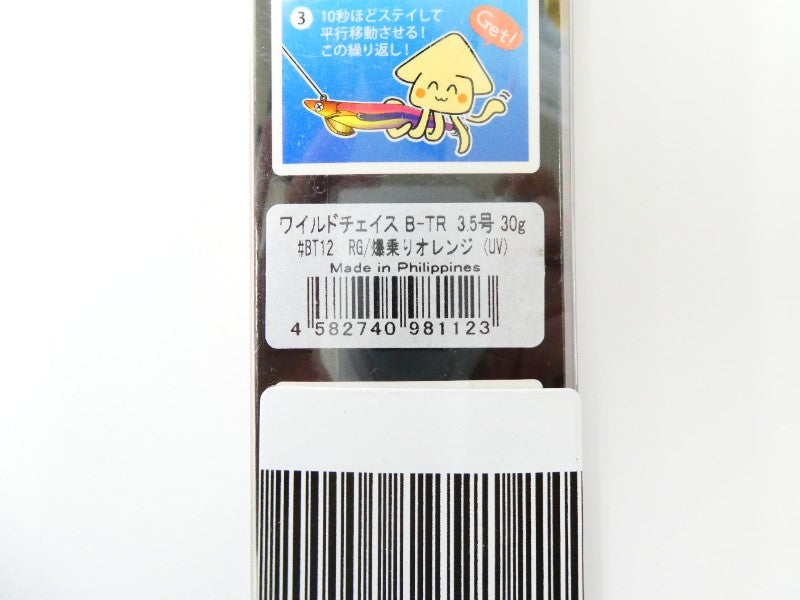 3 10秒ほどステイして
平行移動させる!
この繰り返し!
Get!
ワイルドチェイス B-TR 3.5号 30g
#BT12 RG/爆乗りオレンジ (UV)
Made in Philippines
4 582740 981123